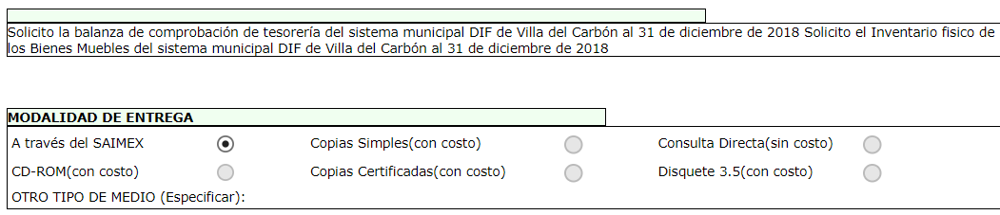 Solicito la balanza de comprobación de tesorería del sistema municipal DIF de Villa del Carbón al 31 de diciembre de 2018 Solicito el Inventario fisico de
los Bienes Muebles del sistema municipal DIF de Villa del Carbón al 31 de diciembre de 2018
MODALIDAD DE ENTREGA
A través del SAIMEX Copias Simples(con costo) Consulta Directa(sin costo)
CD-ROM(con costo) Copias Certificadas(con costo) Disquete 3.5(con costo)
OTRO TIPO DE MEDIO (Especificar):